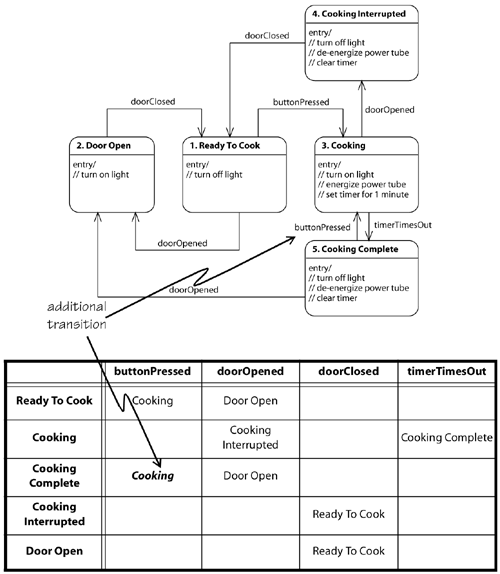 4. Cooking Interrupted
entry/
// turn off light
// de-energize power tube
// clear timer
doorClosed
doorClosed
buttonPressed
doorOpened
2. Door Open
entry/
// turn on light
1. Ready To Cook
entry/
// turn off light
3. Cooking
entry/
// turn on light
// energize power tube
// set timer for 1 minute
doorOpened
buttonPressed
timerTimesOut
5. Cooking Complete
entry/
// turn off light
// de-energize power tube
// clear timer
doorOpened
additional
transition
buttonPressed doorOpened doorClosed timerTimesOut
Ready To Cook Cooking Door Open
Cooking Cooking Interrupted Cooking Complete
Cooking Complete Cooking Door Open
Cooking Interrupted Ready To Cook
Door Open Ready To Cook